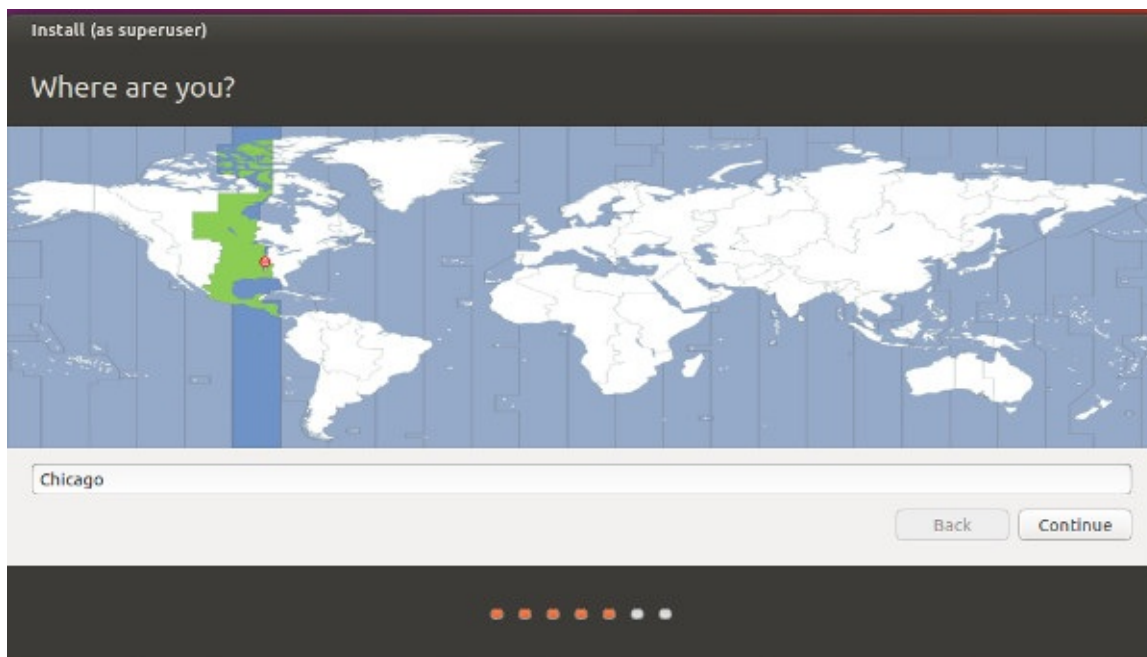 Install (as superuser)
Where are you?
Chicago
Back
Continue